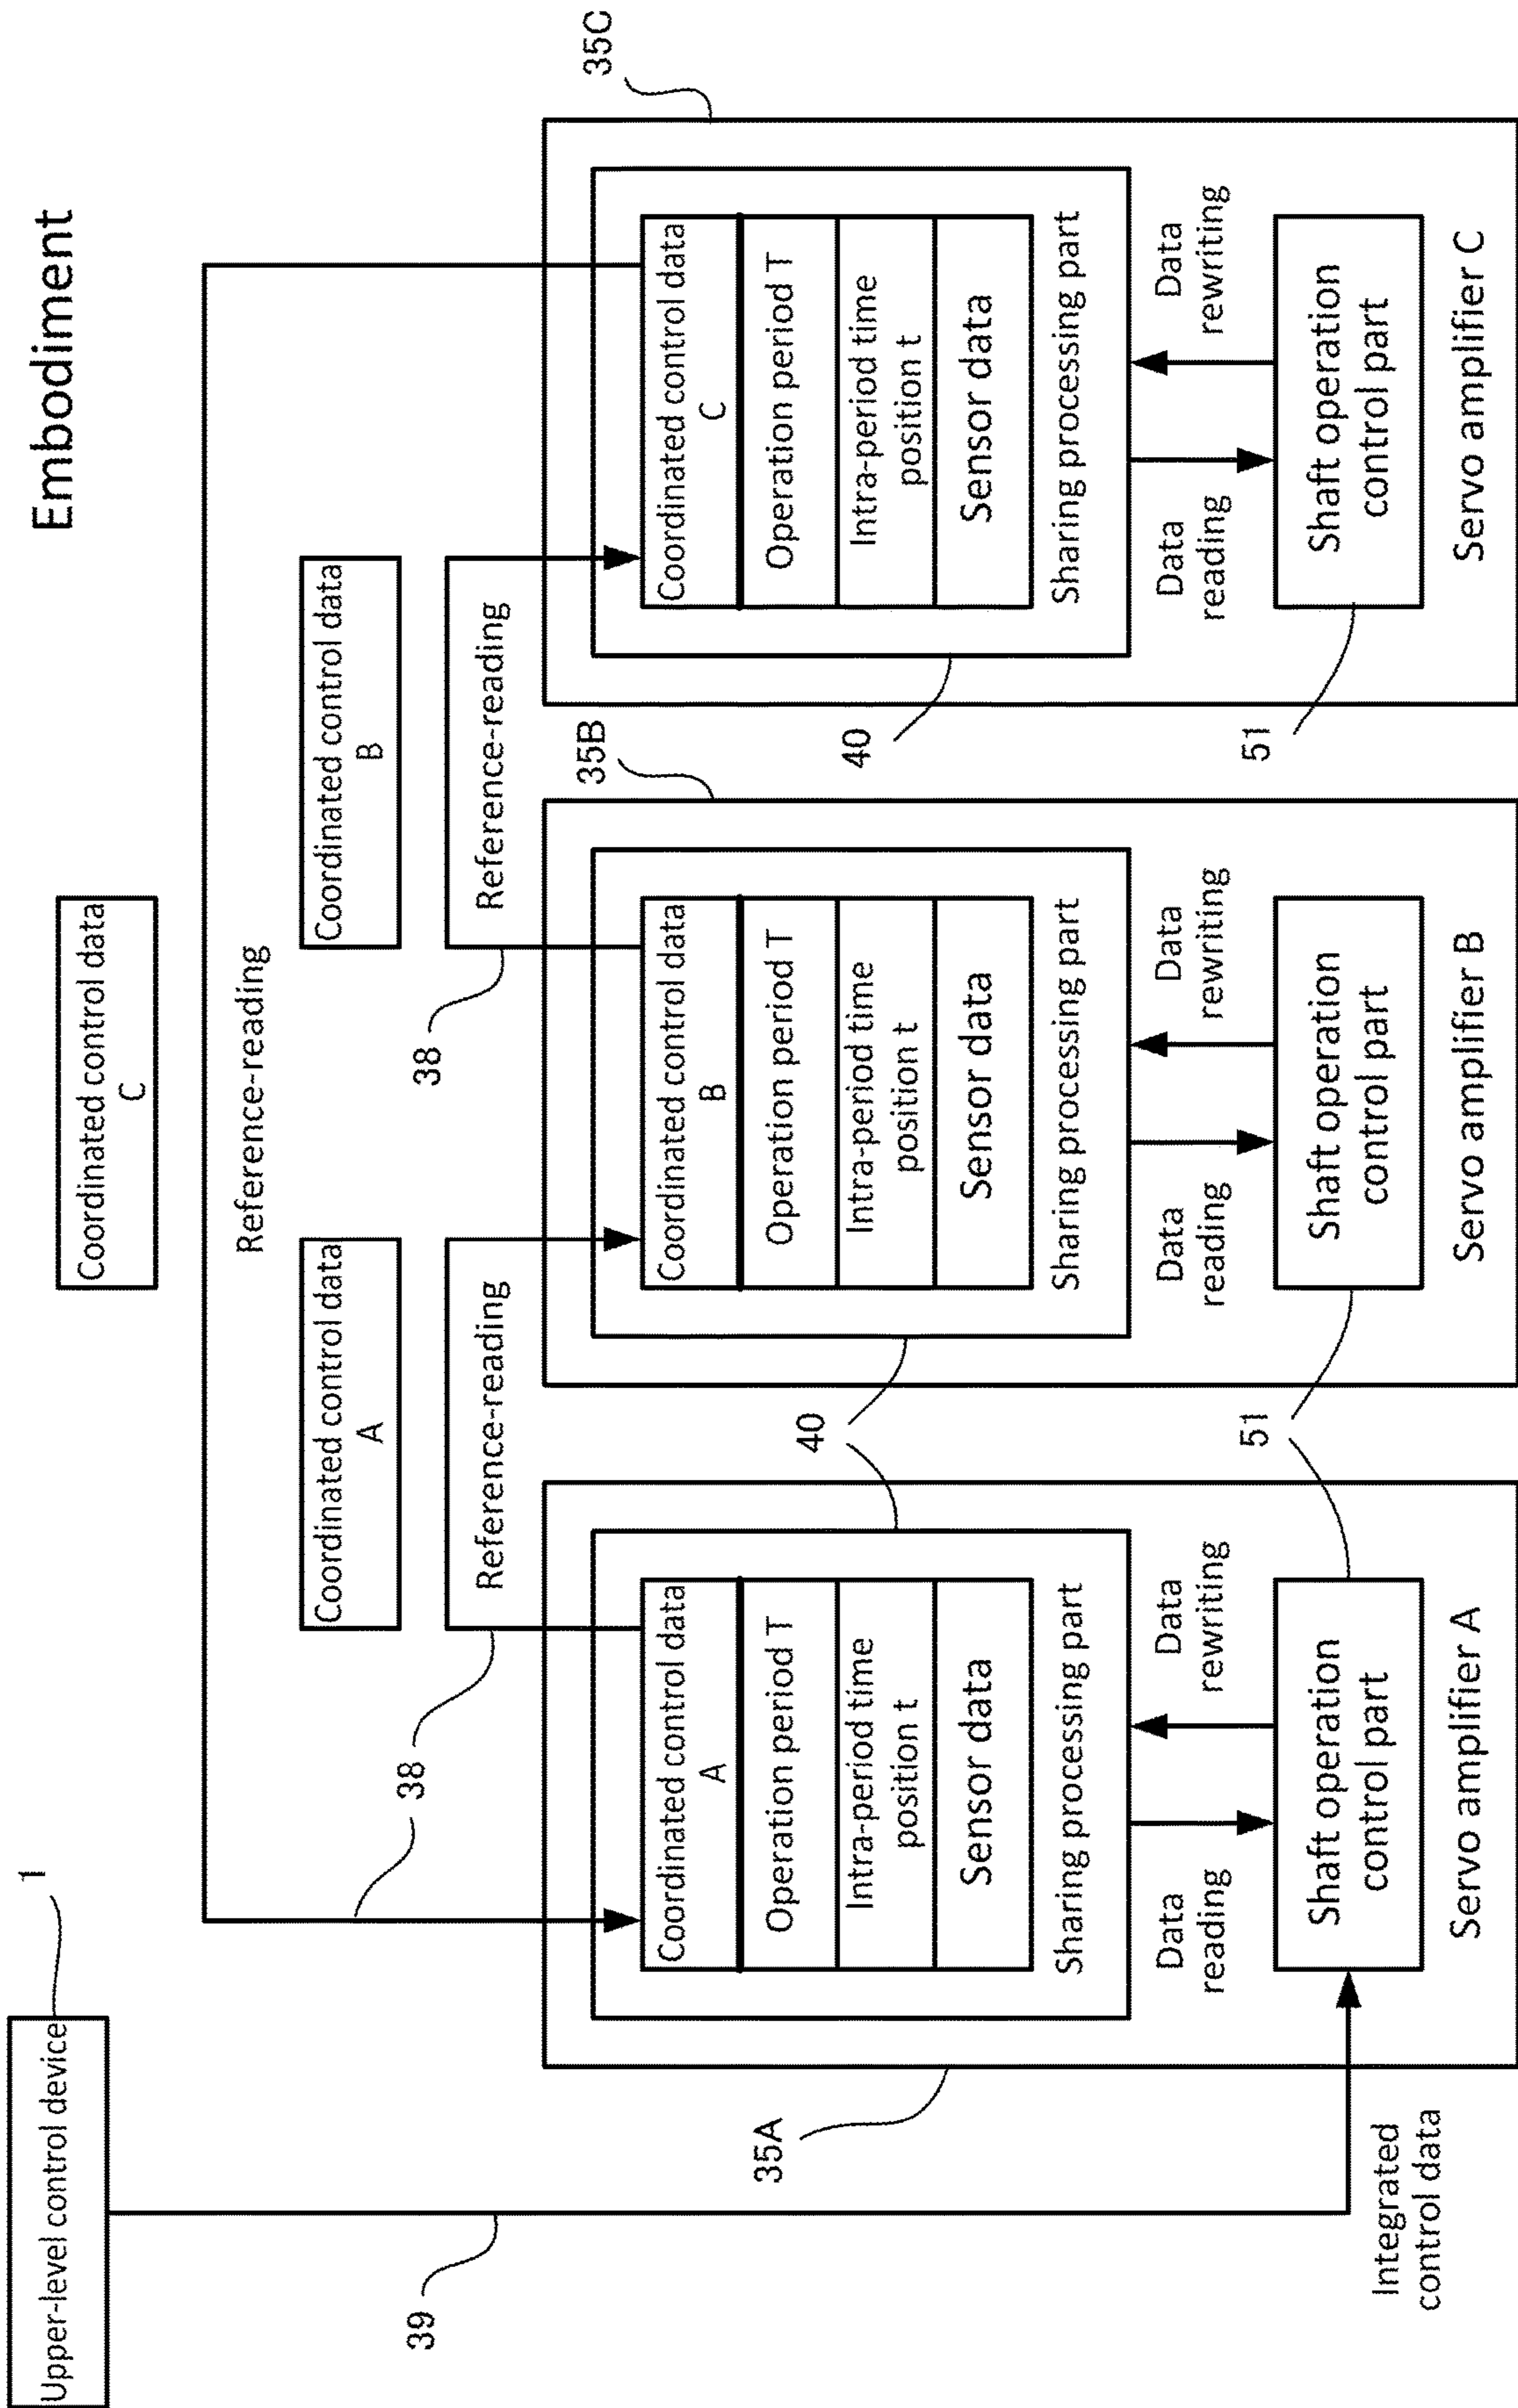 Embodiment
Upper-level control device
1
Coordinated control data
C
Reference-reading
Coordinated control data
A
Coordinated control data
B
39
38
Reference-reading
38
Reference-reading
35A
35B
35C
Coordinated control data
A
Operation period T
Intra-period time
position t
Sensor data
Sharing processing part
40
Data
reading
Data
rewriting
Shaft operation
control part
51
Servo amplifier A
Integrated
control data
Coordinated control data
B
Operation period T
Intra-period time
position t
Sensor data
Sharing processing part
Data
reading
Data
rewriting
Shaft operation
control part
Servo amplifier B
Coordinated control data
C
Operation period T
Intra-period time
position t
Sensor data
Sharing processing part
40
Data
reading
Data
rewriting
Shaft operation
control part
51
Servo amplifier C